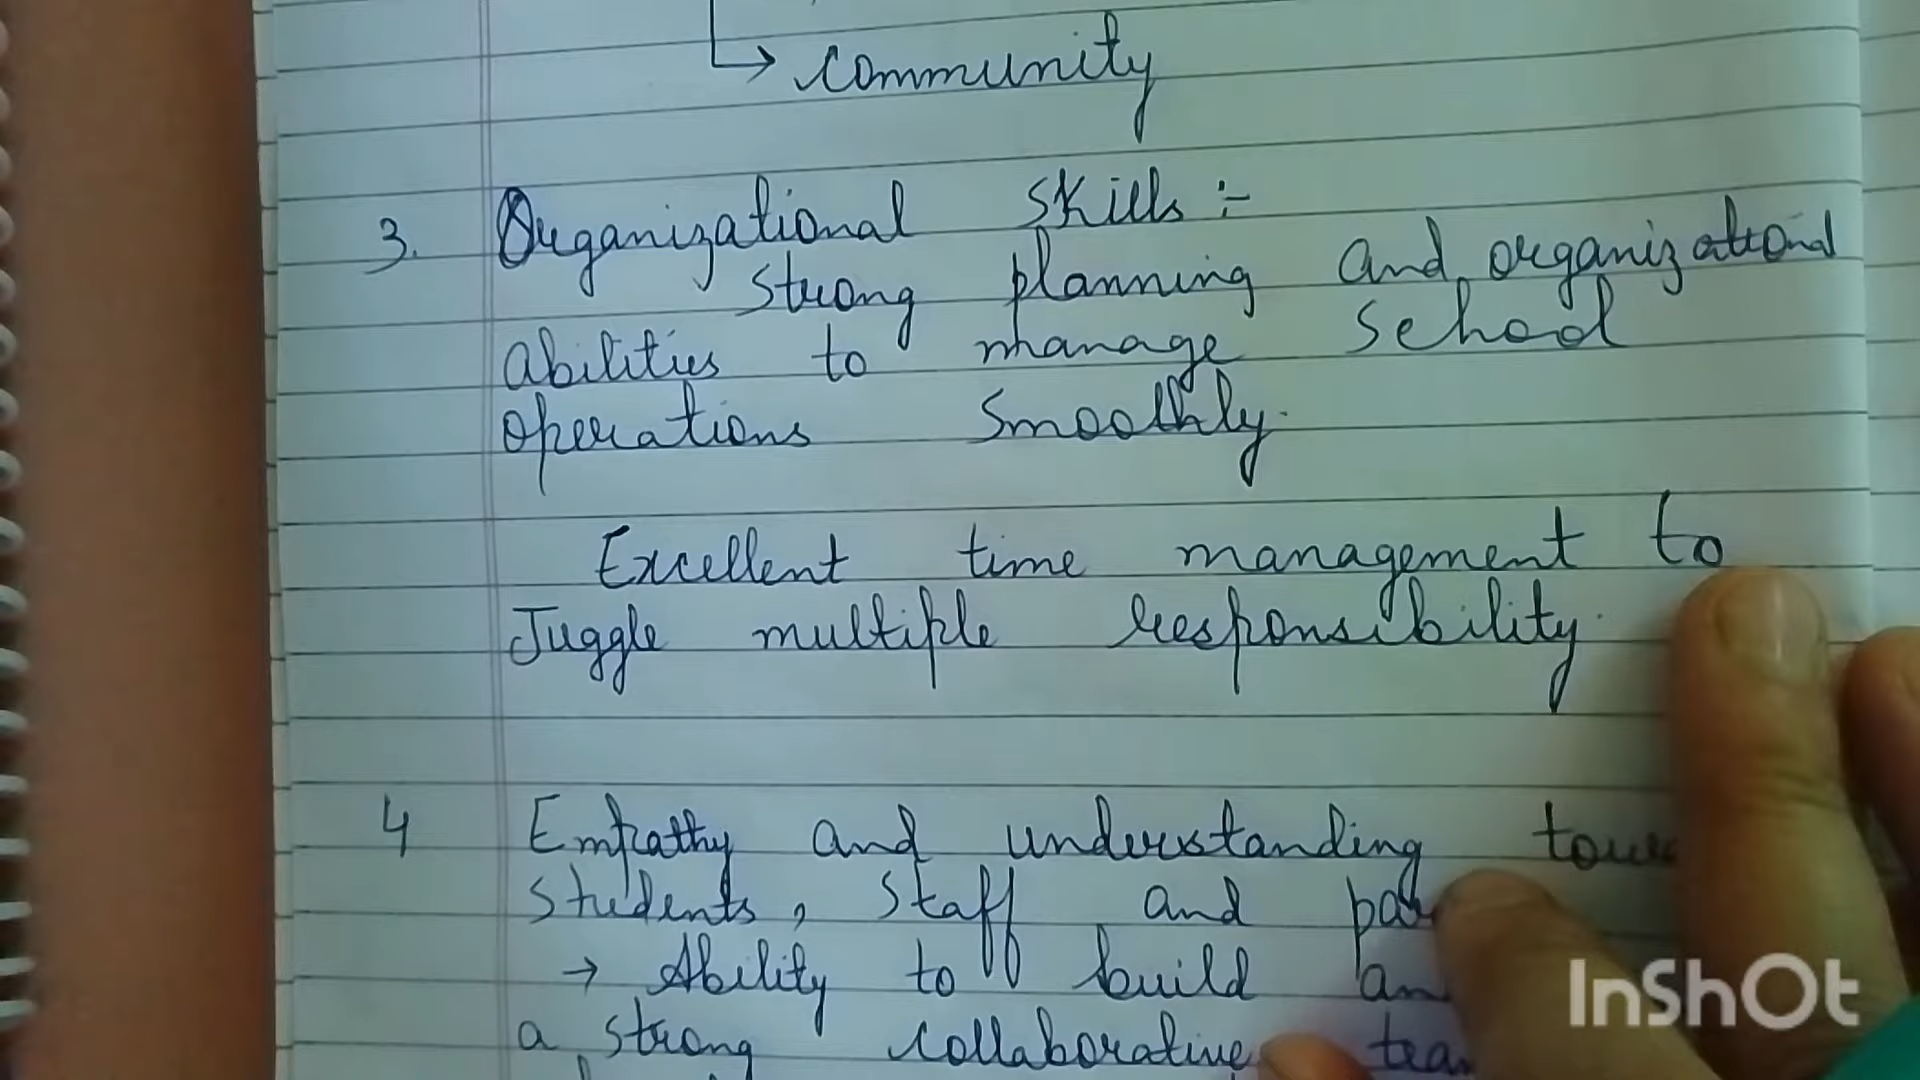 → Community
3. Organizational Skills :-
Strong planning and organizational
abilities to manage School
operations Smoothly.
Excellent time management to
Juggle multiple responsibility.
4 Empathy and understanding
students, staff and
→ Ability to build
a strong collaborative
InShOt